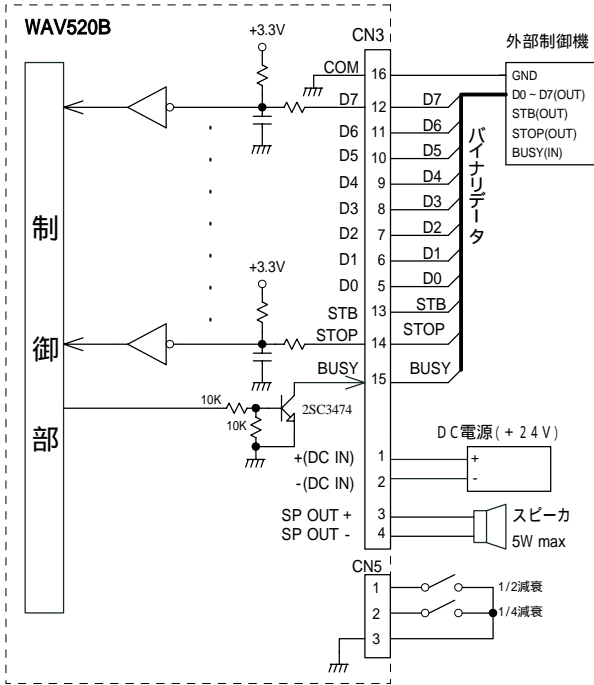 WAV520B
CN3
+3.3V
外部制御機
COM
16
GND
D7
12
D7
D0～D7(OUT)
D6
11
D6
STB(OUT)
D5
10
D5
STOP(OUT)
D4
9
D4
BUSY(IN)
D3
8
D3
D2
7
D2
D1
6
D1
D0
5
D0
バイナリデータ
+3.3V
STB
13
STB
STOP
14
STOP
BUSY
15
BUSY
制御部
10K
2SC3474
10K
DC電源(+24V)
+(DC IN)
1
+
-(DC IN)
2
-
SP OUT +
3
スピーカ
SP OUT -
4
5W max
CN5
1
1/2減衰
2
1/4減衰
3